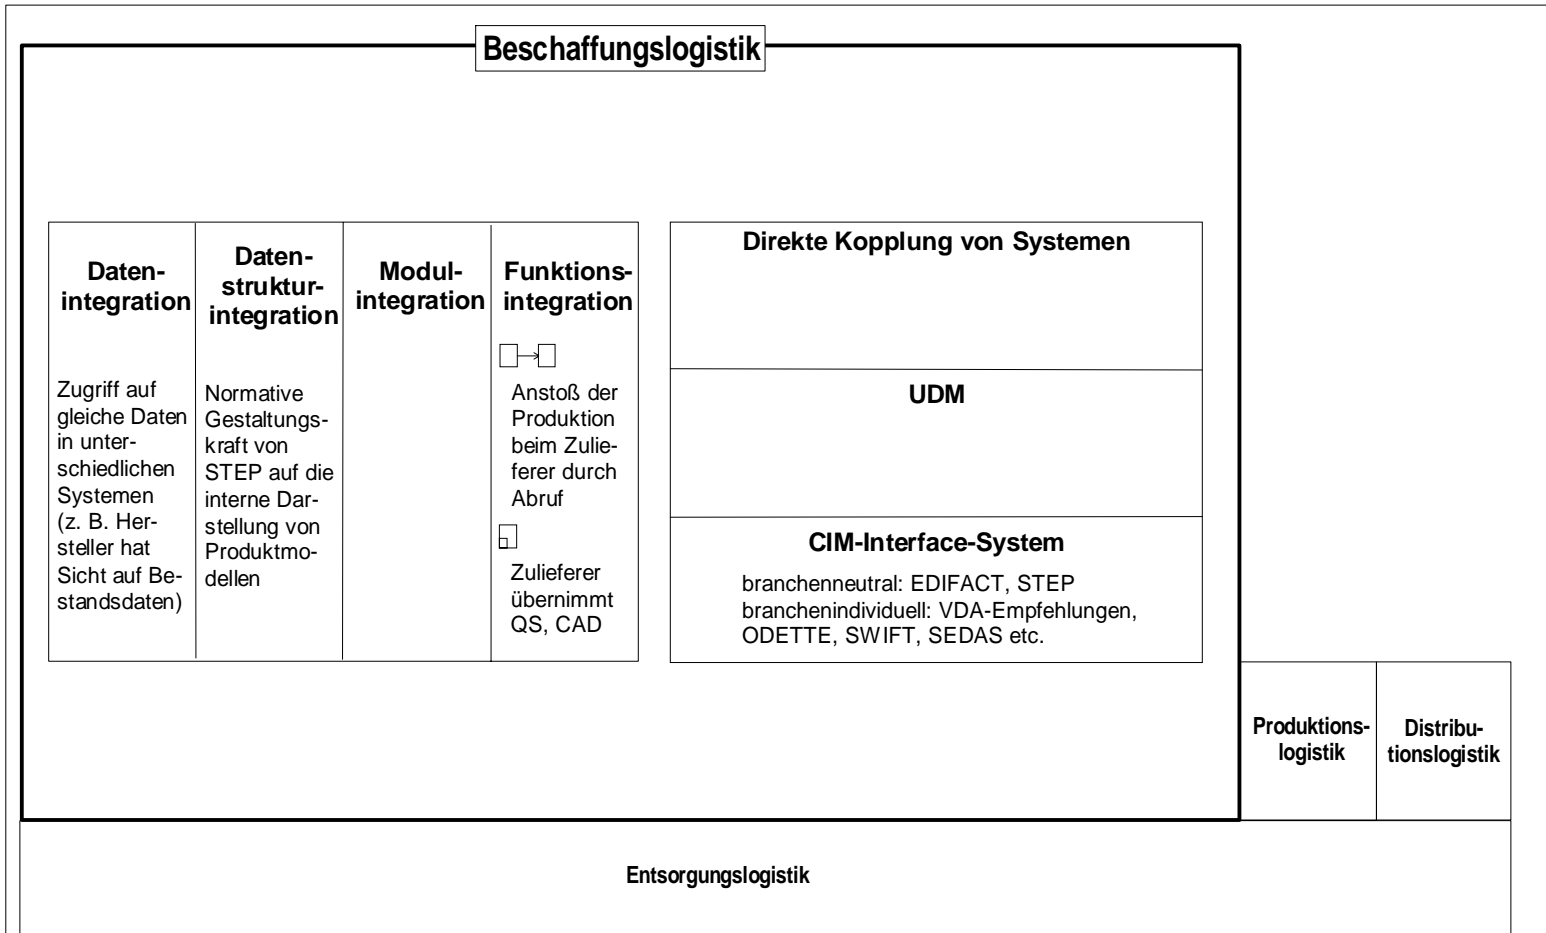 Beschaffungslogistik
Daten-
integration
Zugriff auf
gleiche Daten
in unter-
schiedlichen
Systemen
(z. B. Her-
steller hat
Sicht auf Be-
standsdaten)
Daten-
struktur-
integration
Normative
Gestaltungs-
kraft von
STEP auf die
interne Dar-
stellung von
Produktmo-
dellen
Modul-
integration
Funktions-
integration
Anstoß der
Produktion
beim Zulie-
ferer durch
Abruf
Zulieferer
übernimmt
QS, CAD
Direkte Kopplung von Systemen
UDM
CIM-Interface-System
branchenneutral: EDIFACT, STEP
branchenindividuell: VDA-Empfehlungen,
ODETTE, SWIFT, SEDAS etc.
Produktions-
logistik
Distribu-
tionslogistik
Entsorgungslogistik